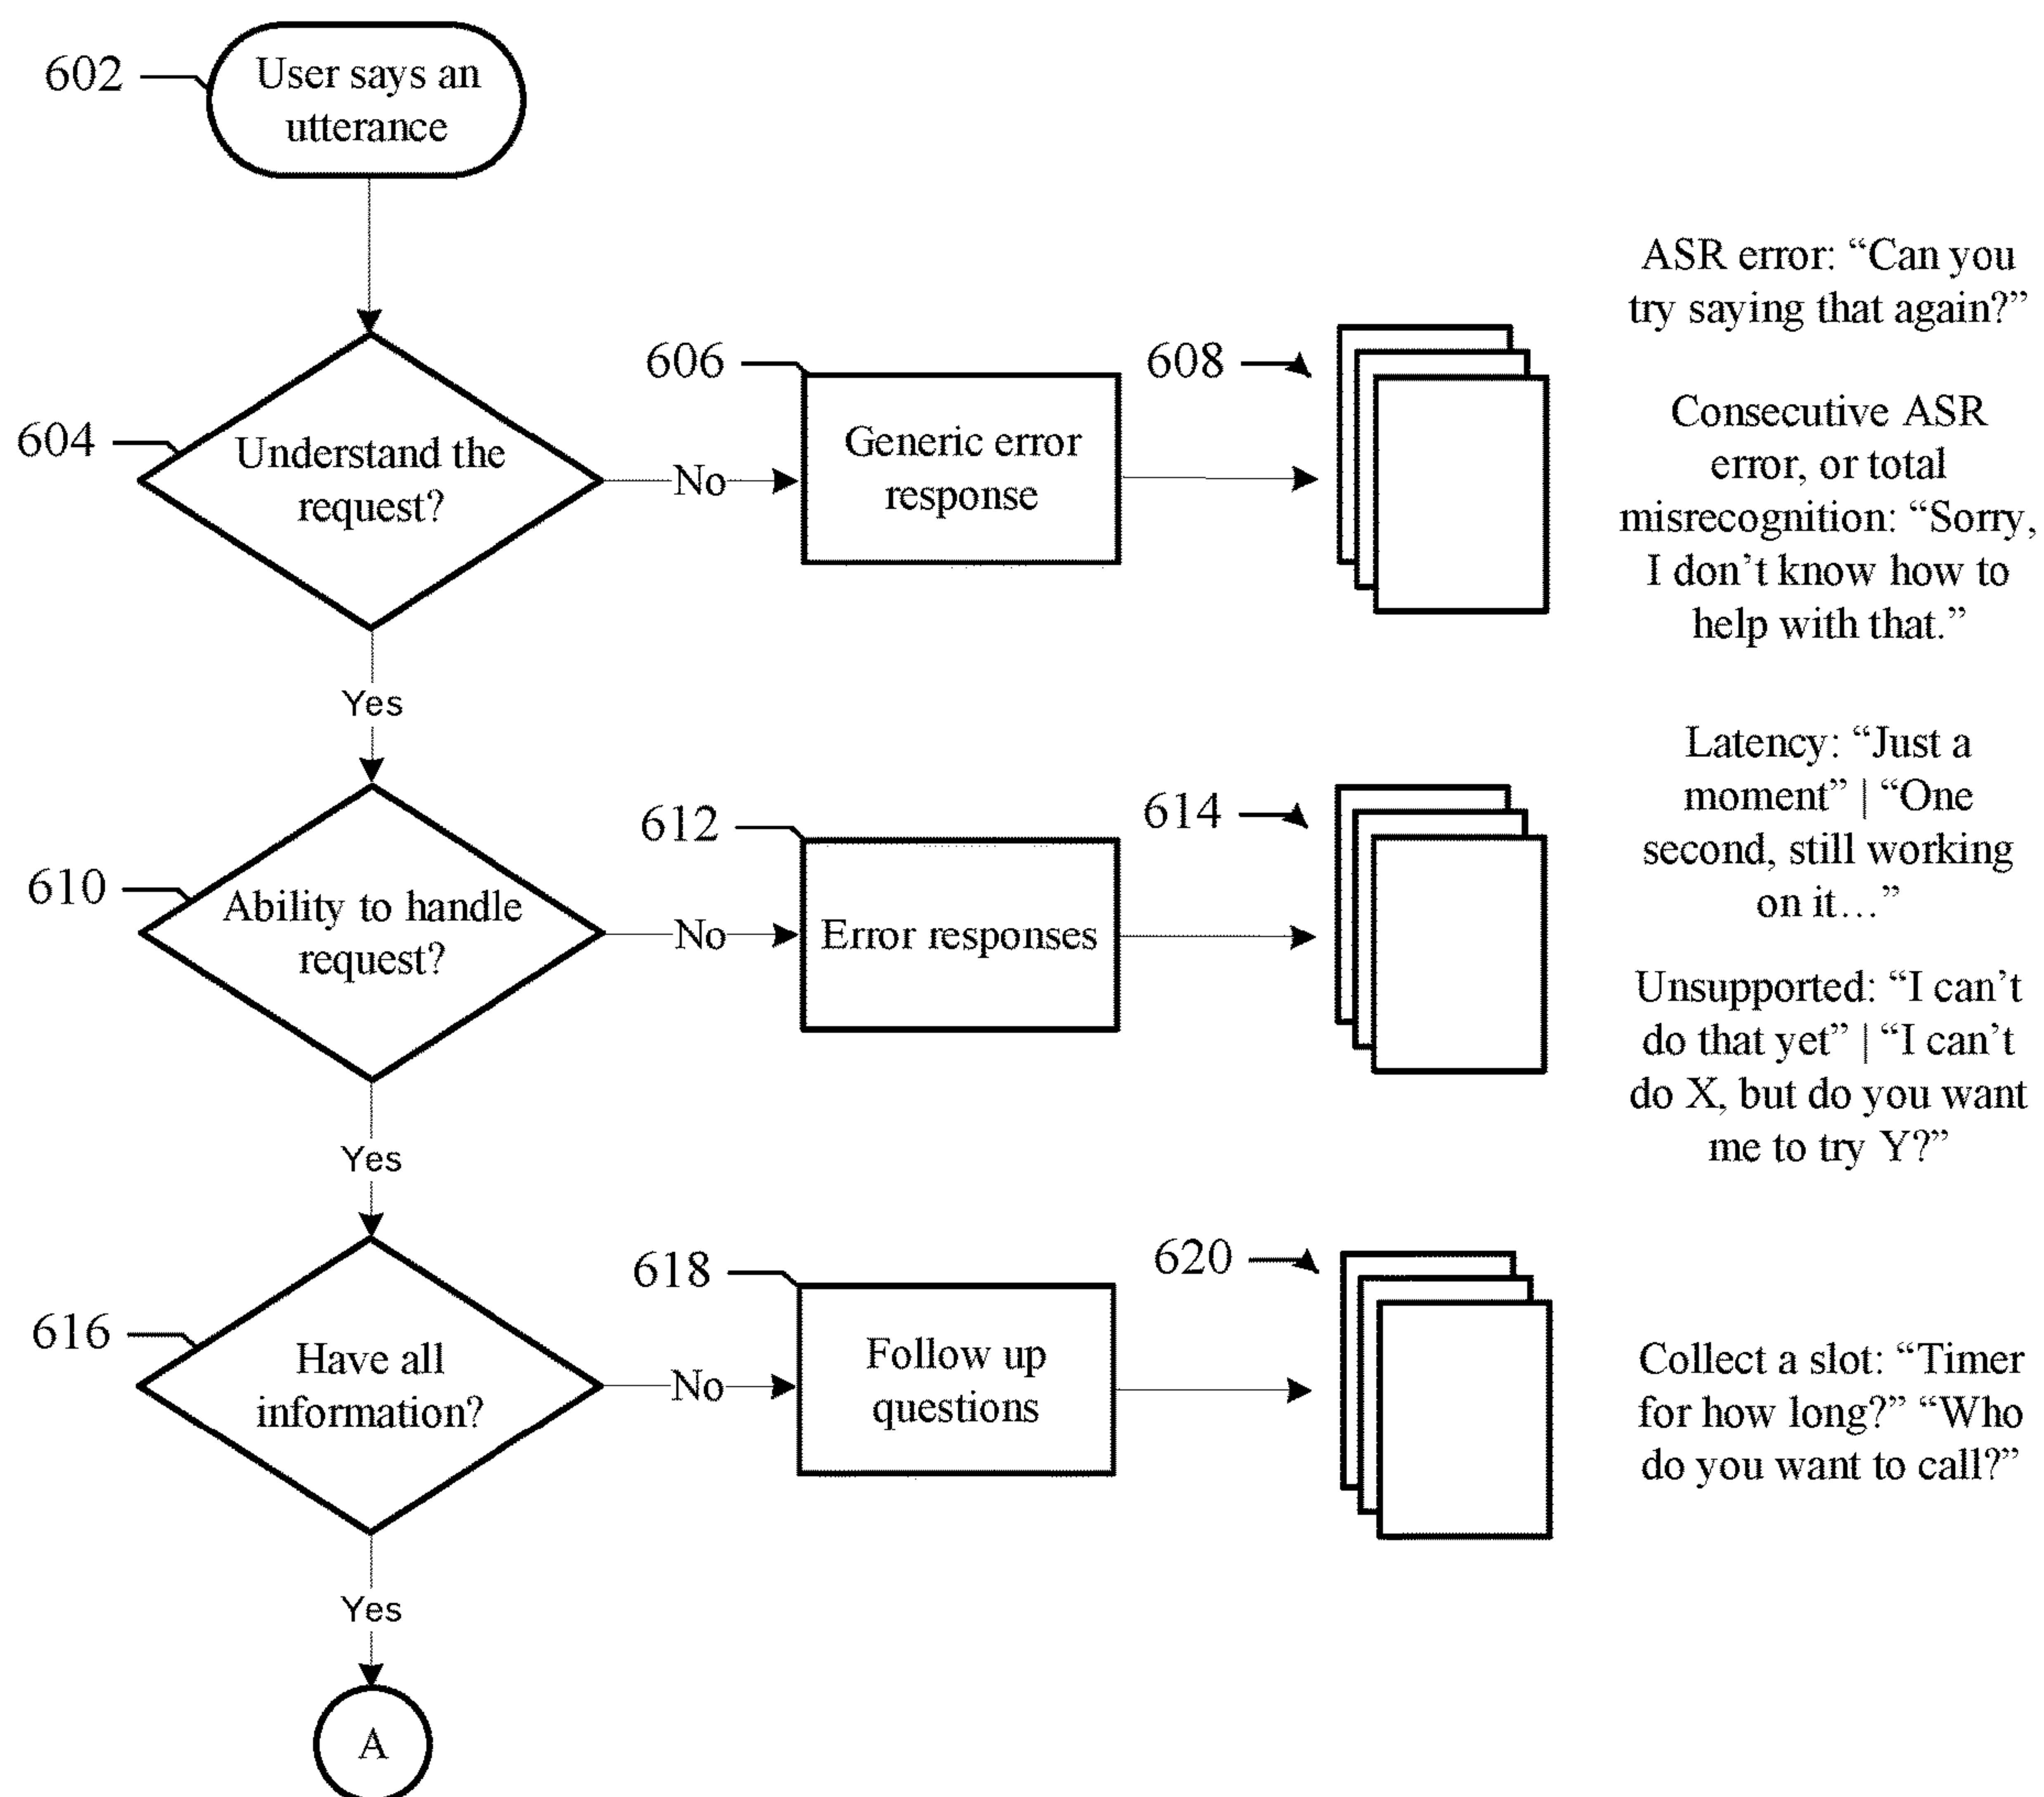 602
User says an
utterance
604
Understand the
request?
No
606
Generic error
response
608
ASR error: “Can you
try saying that again?”
Consecutive ASR
error, or total
misrecognition: “Sorry,
I don’t know how to
help with that.”
Yes
610
Ability to handle
request?
No
612
Error responses
614
Latency: “Just a
moment” | “One
second, still working
on it…”
Unsupported: “I can’t
do that yet” | “I can’t
do X, but do you want
me to try Y?”
Yes
616
Have all
information?
No
618
Follow up
questions
620
Collect a slot: “Timer
for how long?” “Who
do you want to call?”
Yes
A